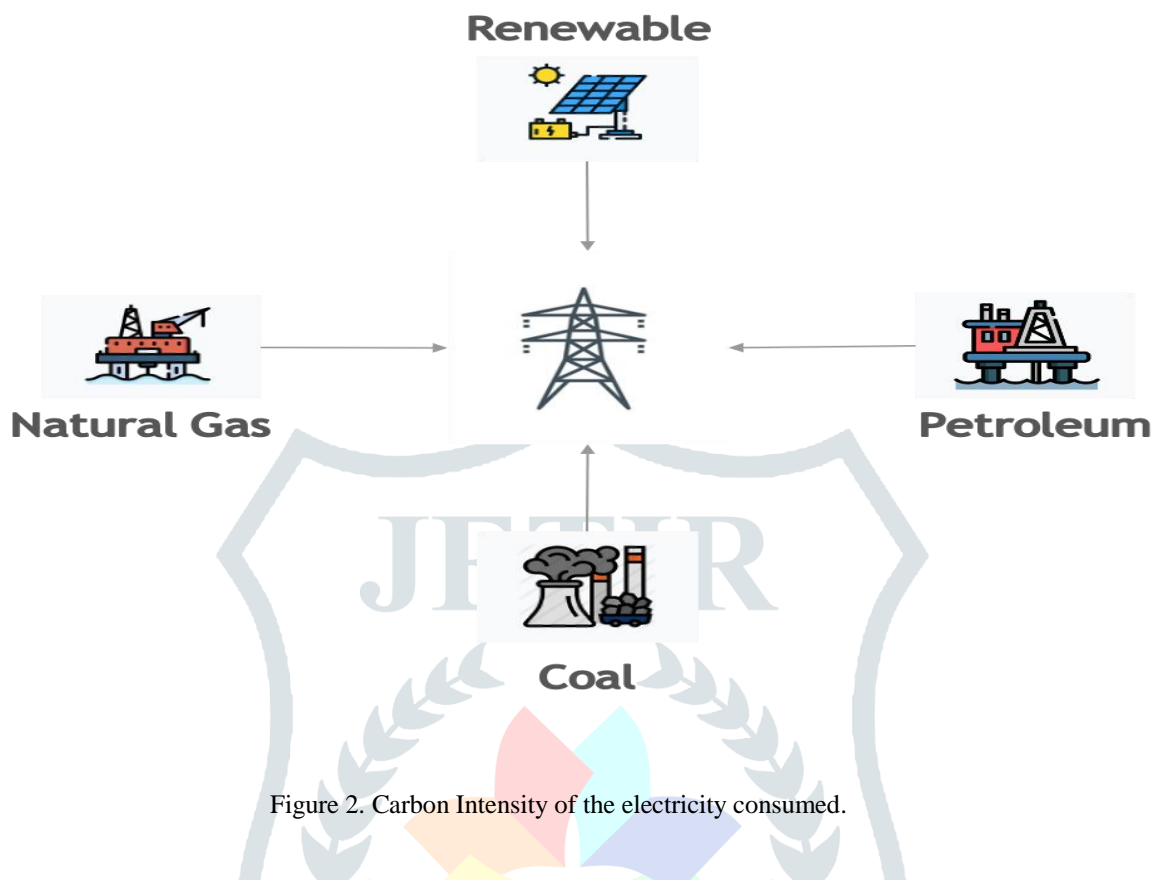 Renewable
Natural Gas
Petroleum
JETIR
Coal
Figure 2. Carbon Intensity of the electricity consumed.